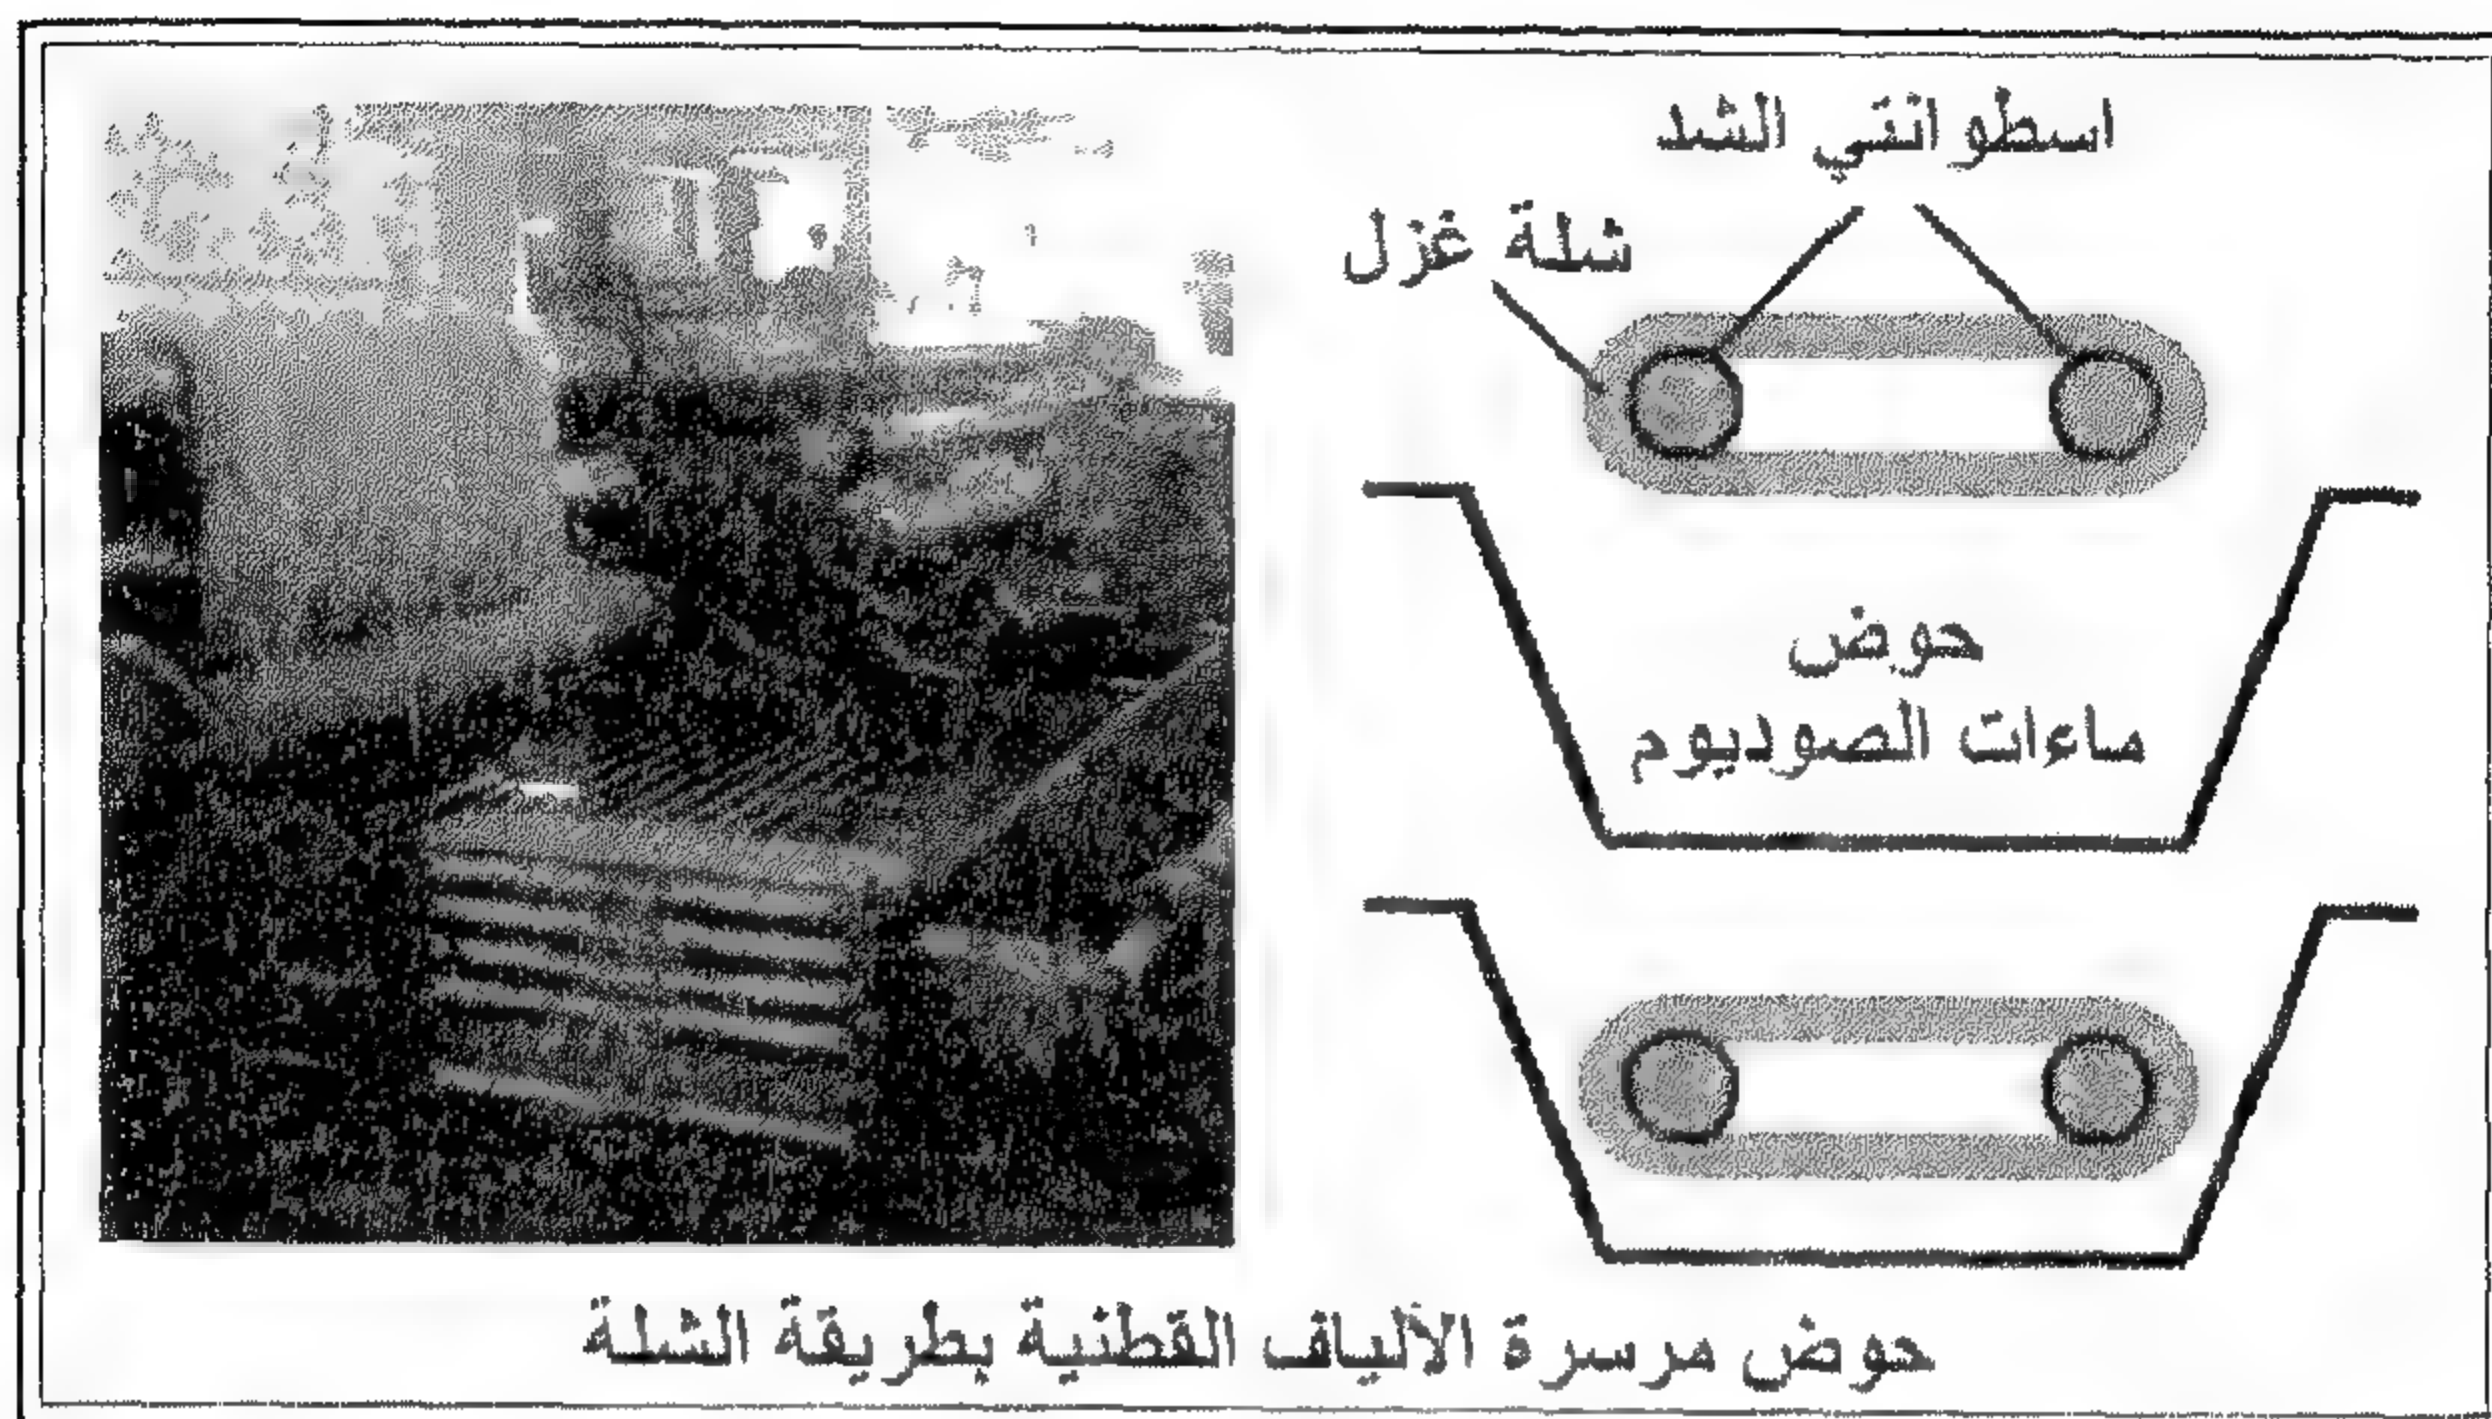 اسطوانتي الشد
شلة غزل
حوض
ماءات الصوديوم
حوض مرسرة الألياف القطنية بطريقة الشلة